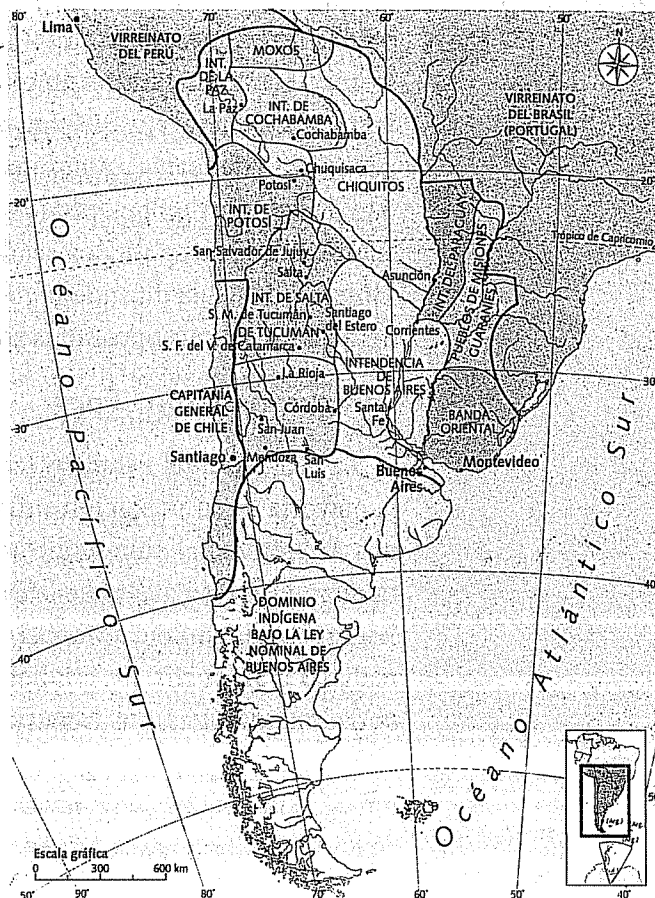 80°
70°
60°
50°
Lima
VIRREINATO
DEL PERÚ
MOXOS
N
INT.
DE LA
PAZ
La Paz
INT. DE
COCHABAMBA
Cochabamba
VIRREINATO
DEL BRASIL
(PORTUGAL)
Chuquisaca
Potosí
CHIQUITOS
20°
20°
INT. DE
POTOSÍ
Trópico de Capricornio
San Salvador de Jujuy
Salta
Asunción
INT. DEL PARAGUAY
PUEBLOS DE MISIONES
GUARANÍES
INT. DE SALTA
S. M. de Tucumán
DE TUCUMÁN
Santiago
del Estero
Corrientes
S. F. del V. de Catamarca
La Rioja
INTENDENCIA
DE
BUENOS AIRES
30°
30
CAPITANÍA
GENERAL
DE CHILE
Córdoba
Santa
Fe
BANDA
ORIENTAL
San Juan
Santiago
Mendoza
San
Luis
Buenos
Aires
Montevideo
Océano Pacífico Sur
Océano Atlántico Sur
40°
40
DOMINIO
INDÍGENA
BAJO LA LEY
NOMINAL DE
BUENOS AIRES
Escala gráfica
0 300 600 km
50°
90°
80°
70°
60°
50°
40°